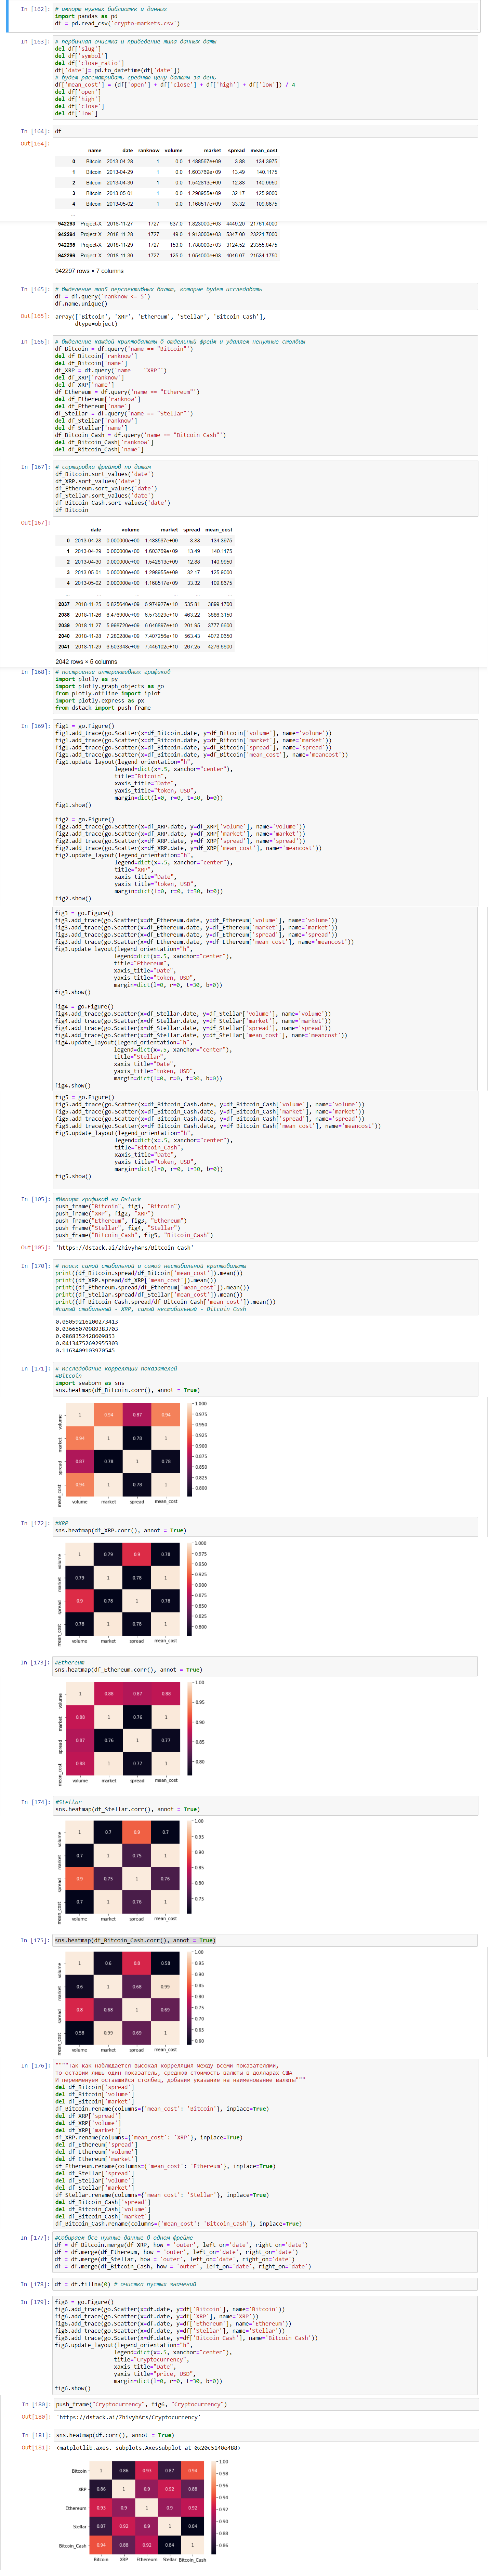 In [162]: # импорт нужных библиотек и данных
import pandas as pd
df = pd.read_csv('crypto-markets.csv')
In [163]: # первичная очистка и приведение типа данных даты
del df['slug']
del df['symbol']
del df['close_ratio']
df['date']= pd.to_datetime(df['date'])
# будем рассматривать среднюю цену валюты за день
df['mean_cost'] = (df['open'] + df['close'] + df['high'] + df['low']) / 4
del df['open']
del df['high']
del df['close']
del df['low']
In [164]: df
Out[164]:
name date ranknow volume market spread mean_cost
0 Bitcoin 2013-04-28 1 0.0 1.488567e+09 3.88 134.3975
1 Bitcoin 2013-04-29 1 0.0 1.603769e+09 13.49 140.1175
2 Bitcoin 2013-04-30 1 0.0 1.542813e+09 12.88 140.9950
3 Bitcoin 2013-05-01 1 0.0 1.298955e+09 32.17 125.9000
4 Bitcoin 2013-05-02 1 0.0 1.168517e+09 33.32 109.8675
... ...
942293 Project-X 2018-11-27 1727 637.0 1.823000e+03 4449.20 21761.4000
942294 Project-X 2018-11-28 1727 49.0 1.913000e+03 5347.00 23221.7000
942295 Project-X 2018-11-29 1727 153.0 1.788000e+03 3124.52 23355.8475
942296 Project-X 2018-11-30 1727 125.0 1.654000e+03 4046.07 21534.1750
942297 rows × 7 columns
In [165]: # выделение топ5 перспективных валют, которые будем исследовать
df = df.query('ranknow <= 5')
df.name.unique()
Out[165]: array(['Bitcoin', 'XRP', 'Ethereum', 'Stellar', 'Bitcoin Cash'],
dtype=object)
In [166]: # выделение каждой криптовалюты в отдельный фрейм и удаляем ненужные столбцы
df_Bitcoin = df.query('name == "Bitcoin"')
del df_Bitcoin['ranknow']
del df_Bitcoin['name']
df_XRP = df.query('name == "XRP"')
del df_XRP['ranknow']
del df_XRP['name']
df_Ethereum = df.query('name == "Ethereum"')
del df_Ethereum['ranknow']
del df_Ethereum['name']
df_Stellar = df.query('name == "Stellar"')
del df_Stellar['ranknow']
del df_Stellar['name']
df_Bitcoin_Cash = df.query('name == "Bitcoin Cash"')
del df_Bitcoin_Cash['ranknow']
del df_Bitcoin_Cash['name']
In [167]: # сортировка фреймов по датам
df_Bitcoin.sort_values('date')
df_XRP.sort_values('date')
df_Ethereum.sort_values('date')
df_Stellar.sort_values('date')
df_Bitcoin_Cash.sort_values('date')
df_Bitcoin
Out[167]:
date volume market spread mean_cost
0 2013-04-28 0.000000e+00 1.488567e+09 3.88 134.3975
1 2013-04-29 0.000000e+00 1.603769e+09 13.49 140.1175
2 2013-04-30 0.000000e+00 1.542813e+09 12.88 140.9950
3 2013-05-01 0.000000e+00 1.298955e+09 32.17 125.9000
4 2013-05-02 0.000000e+00 1.168517e+09 33.32 109.8675
... ... ... ... ... ...
2037 2018-11-25 6.825640e+09 6.974927e+10 535.81 3899.1700
2038 2018-11-26 6.476900e+09 6.573929e+10 463.22 3886.3150
2039 2018-11-27 5.998720e+09 6.646897e+10 201.95 3777.6600
2040 2018-11-28 7.280280e+09 7.407256e+10 563.43 4072.0650
2041 2018-11-29 6.503348e+09 7.445102e+10 267.25 4276.6600
2042 rows × 5 columns
In [168]: # построение интерактивных графиков
import plotly as py
import plotly.graph_objects as go
from plotly.offline import iplot
import plotly.express as px
from dstack import push_frame
In [169]: fig1 = go.Figure()
fig1.add_trace(go.Scatter(x=df_Bitcoin.date, y=df_Bitcoin['volume'], name='volume'))
fig1.add_trace(go.Scatter(x=df_Bitcoin.date, y=df_Bitcoin['market'], name='market'))
fig1.add_trace(go.Scatter(x=df_Bitcoin.date, y=df_Bitcoin['spread'], name='spread'))
fig1.add_trace(go.Scatter(x=df_Bitcoin.date, y=df_Bitcoin['mean_cost'], name='meancost'))
fig1.update_layout(legend_orientation="h",
legend=dict(x=.5, xanchor="center"),
title="Bitcoin",
xaxis_title="Date",
yaxis_title="token, USD",
margin=dict(l=0, r=0, t=30, b=0))
fig1.show()
fig2 = go.Figure()
fig2.add_trace(go.Scatter(x=df_XRP.date, y=df_XRP['volume'], name='volume'))
fig2.add_trace(go.Scatter(x=df_XRP.date, y=df_XRP['market'], name='market'))
fig2.add_trace(go.Scatter(x=df_XRP.date, y=df_XRP['spread'], name='spread'))
fig2.add_trace(go.Scatter(x=df_XRP.date, y=df_XRP['mean_cost'], name='meancost'))
fig2.update_layout(legend_orientation="h",
legend=dict(x=.5, xanchor="center"),
title="XRP",
xaxis_title="Date",
yaxis_title="token, USD",
margin=dict(l=0, r=0, t=30, b=0))
fig2.show()
fig3 = go.Figure()
fig3.add_trace(go.Scatter(x=df_Ethereum.date, y=df_Ethereum['volume'], name='volume'))
fig3.add_trace(go.Scatter(x=df_Ethereum.date, y=df_Ethereum['market'], name='market'))
fig3.add_trace(go.Scatter(x=df_Ethereum.date, y=df_Ethereum['spread'], name='spread'))
fig3.add_trace(go.Scatter(x=df_Ethereum.date, y=df_Ethereum['mean_cost'], name='meancost'))
fig3.update_layout(legend_orientation="h",
legend=dict(x=.5, xanchor="center"),
title="Ethereum",
xaxis_title="Date",
yaxis_title="token, USD",
margin=dict(l=0, r=0, t=30, b=0))
fig3.show()
fig4 = go.Figure()
fig4.add_trace(go.Scatter(x=df_Stellar.date, y=df_Stellar['volume'], name='volume'))
fig4.add_trace(go.Scatter(x=df_Stellar.date, y=df_Stellar['market'], name='market'))
fig4.add_trace(go.Scatter(x=df_Stellar.date, y=df_Stellar['spread'], name='spread'))
fig4.add_trace(go.Scatter(x=df_Stellar.date, y=df_Stellar['mean_cost'], name='meancost'))
fig4.update_layout(legend_orientation="h",
legend=dict(x=.5, xanchor="center"),
title="Stellar",
xaxis_title="Date",
yaxis_title="token, USD",
margin=dict(l=0, r=0, t=30, b=0))
fig4.show()
fig5 = go.Figure()
fig5.add_trace(go.Scatter(x=df_Bitcoin_Cash.date, y=df_Bitcoin_Cash['volume'], name='volume'))
fig5.add_trace(go.Scatter(x=df_Bitcoin_Cash.date, y=df_Bitcoin_Cash['market'], name='market'))
fig5.add_trace(go.Scatter(x=df_Bitcoin_Cash.date, y=df_Bitcoin_Cash['spread'], name='spread'))
fig5.add_trace(go.Scatter(x=df_Bitcoin_Cash.date, y=df_Bitcoin_Cash['mean_cost'], name='meancost'))
fig5.update_layout(legend_orientation="h",
legend=dict(x=.5, xanchor="center"),
title="Bitcoin_Cash",
xaxis_title="Date",
yaxis_title="token, USD",
margin=dict(l=0, r=0, t=30, b=0))
fig5.show()
In [105]: #Импорт графиков на Dstack
push_frame("Bitcoin", fig1, "Bitcoin")
push_frame("XRP", fig2, "XRP")
push_frame("Ethereum", fig3, "Ethereum")
push_frame("Stellar", fig4, "Stellar")
push_frame("Bitcoin_Cash", fig5, "Bitcoin_Cash")
Out[105]: 'https://dstack.ai/ZhivyhArs/Bitcoin_Cash'
In [170]: # поиск самой стабильной и самой нестабильной криптовалюты
print((df_Bitcoin.spread/df_Bitcoin['mean_cost']).mean())
print((df_XRP.spread/df_XRP['mean_cost']).mean())
print((df_Ethereum.spread/df_Ethereum['mean_cost']).mean())
print((df_Stellar.spread/df_Stellar['mean_cost']).mean())
print((df_Bitcoin_Cash.spread/df_Bitcoin_Cash['mean_cost']).mean())
#самый стабильный - XRP, самый нестабильный - Bitcoin_Cash
0.05059216200273413
0.03665070989383703
0.0868352428609853
0.04134752692955303
0.1163409103970545
In [171]: # Исследование корреляции показателей
#Bitcoin
import seaborn as sns
sns.heatmap(df_Bitcoin.corr(), annot = True)
volume market spread mean_cost
1 0.94 0.87 0.94
0.94 1 0.78 1
0.87 0.78 1 0.78
0.94 1 0.78 1
volume market spread mean_cost
1.000
0.975
0.950
0.925
0.900
0.875
0.850
0.825
0.800
In [172]: #XRP
sns.heatmap(df_XRP.corr(), annot = True)
volume market spread mean_cost
1 0.79 0.9 0.78
0.79 1 0.78 1
0.9 0.78 1 0.78
0.78 1 0.78 1
volume market spread mean_cost
1.000
0.975
0.950
0.925
0.900
0.875
0.850
0.825
0.800
In [173]: #Ethereum
sns.heatmap(df_Ethereum.corr(), annot = True)
volume market spread mean_cost
1 0.88 0.87 0.88
0.88 1 0.76 1
0.87 0.76 1 0.77
0.88 1 0.77 1
volume market spread mean_cost
1.00
0.95
0.90
0.85
0.80
In [174]: #Stellar
sns.heatmap(df_Stellar.corr(), annot = True)
volume market spread mean_cost
1 0.7 0.9 0.7
0.7 1 0.75 1
0.9 0.75 1 0.76
0.7 1 0.76 1
volume market spread mean_cost
1.00
0.95
0.90
0.85
0.80
0.75
In [175]: sns.heatmap(df_Bitcoin_Cash.corr(), annot = True)
volume market spread mean_cost
1 0.6 0.8 0.58
0.6 1 0.68 0.99
0.8 0.68 1 0.69
0.58 0.99 0.69 1
volume market spread mean_cost
1.00
0.95
0.90
0.85
0.80
0.75
0.70
0.65
0.60
In [176]: """Так как наблюдается высокая корреляция между всеми показателями,
то оставим лишь один показатель, среднюю стоимость валюты в долларах США
И переименуем оставшийся столбец, добавим указание на наименование валюты"""
del df_Bitcoin['spread']
del df_Bitcoin['volume']
del df_Bitcoin['market']
df_Bitcoin.rename(columns={'mean_cost': 'Bitcoin'}, inplace=True)
del df_XRP['spread']
del df_XRP['volume']
del df_XRP['market']
df_XRP.rename(columns={'mean_cost': 'XRP'}, inplace=True)
del df_Ethereum['spread']
del df_Ethereum['volume']
del df_Ethereum['market']
df_Ethereum.rename(columns={'mean_cost': 'Ethereum'}, inplace=True)
del df_Stellar['spread']
del df_Stellar['volume']
del df_Stellar['market']
df_Stellar.rename(columns={'mean_cost': 'Stellar'}, inplace=True)
del df_Bitcoin_Cash['spread']
del df_Bitcoin_Cash['volume']
del df_Bitcoin_Cash['market']
df_Bitcoin_Cash.rename(columns={'mean_cost': 'Bitcoin_Cash'}, inplace=True)
In [177]: #Собираем все нужные данные в одном фрейме
df = df_Bitcoin.merge(df_XRP, how = 'outer', left_on='date', right_on='date')
df = df.merge(df_Ethereum, how = 'outer', left_on='date', right_on='date')
df = df.merge(df_Stellar, how = 'outer', left_on='date', right_on='date')
df = df.merge(df_Bitcoin_Cash, how = 'outer', left_on='date', right_on='date')
In [178]: df = df.fillna(0) # очистка пустых значений
In [179]: fig6 = go.Figure()
fig6.add_trace(go.Scatter(x=df.date, y=df['Bitcoin'], name='Bitcoin'))
fig6.add_trace(go.Scatter(x=df.date, y=df['XRP'], name='XRP'))
fig6.add_trace(go.Scatter(x=df.date, y=df['Ethereum'], name='Ethereum'))
fig6.add_trace(go.Scatter(x=df.date, y=df['Stellar'], name='Stellar'))
fig6.add_trace(go.Scatter(x=df.date, y=df['Bitcoin_Cash'], name='Bitcoin_Cash'))
fig6.update_layout(legend_orientation="h",
legend=dict(x=.5, xanchor="center"),
title="Cryptocurrency",
xaxis_title="Date",
yaxis_title="price, USD",
margin=dict(l=0, r=0, t=30, b=0))
fig6.show()
In [180]: push_frame("Cryptocurrency", fig6, "Cryptocurrency")
Out[180]: 'https://dstack.ai/ZhivyhArs/Cryptocurrency'
In [181]: sns.heatmap(df.corr(), annot = True)
Out[181]: <matplotlib.axes._subplots.AxesSubplot at 0x20c5140e488>
Bitcoin 1 0.86 0.93 0.87 0.94
XRP 0.86 1 0.9 0.92 0.88
Ethereum 0.93 0.9 1 0.9 0.92
Stellar 0.87 0.92 0.9 1 0.84
Bitcoin_Cash 0.94 0.88 0.92 0.84 1
Bitcoin XRP Ethereum Stellar Bitcoin_Cash
1.00
0.98
0.96
0.94
0.92
0.90
0.88
0.86